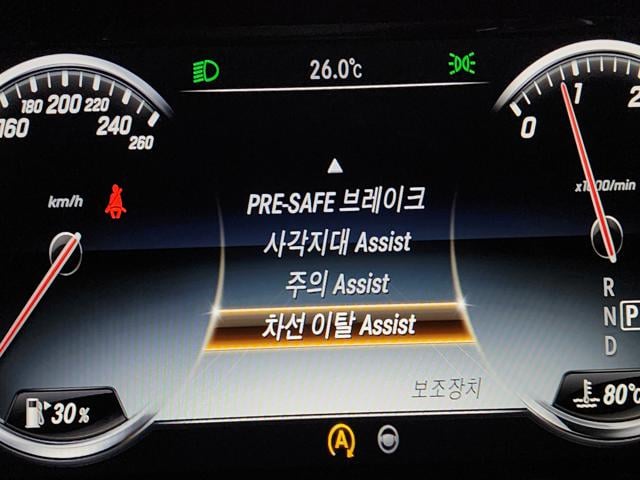 26.0℃
160
180
200
220
240
260
km/h
0
1
2
x1000/min
PRE-SAFE 브레이크
사각지대 Assist
주의 Assist
차선 이탈 Assist
보조장치
R
N P
D
30%
80℃
A